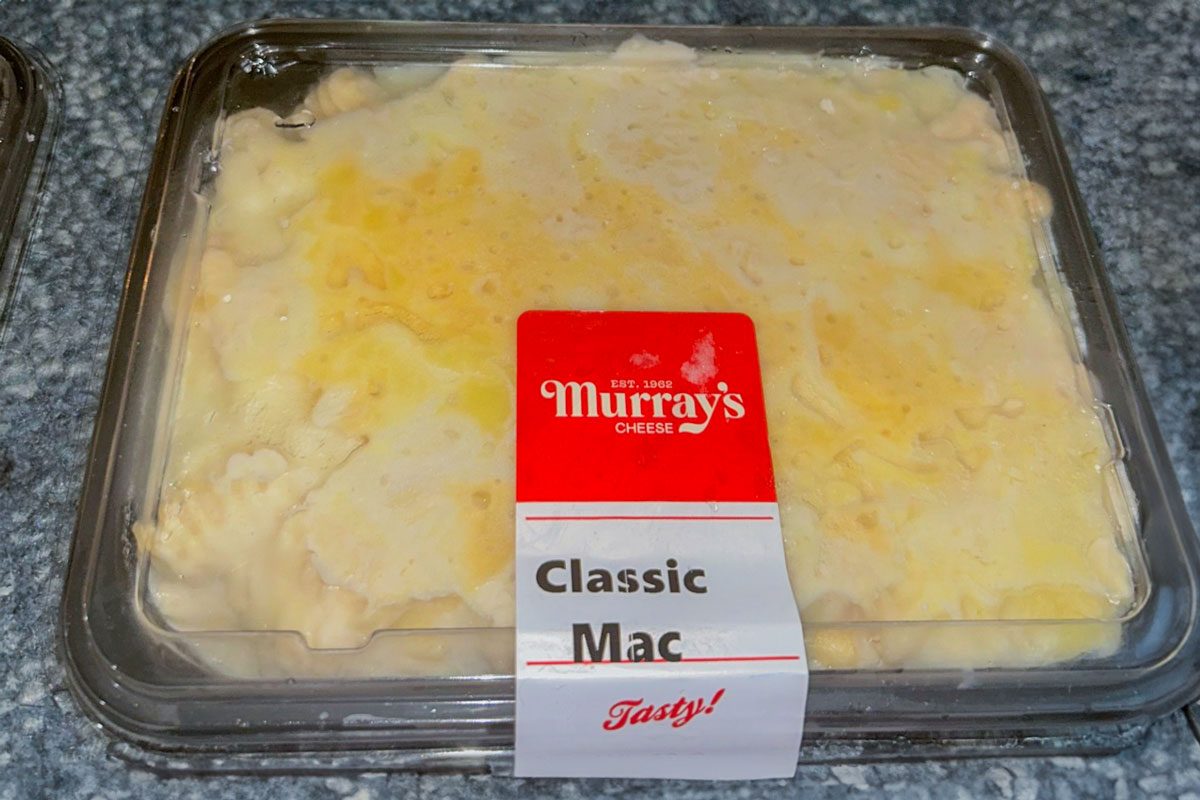 EST. 1962
Murray's
CHEESE
Classic
Mac
Tasty!